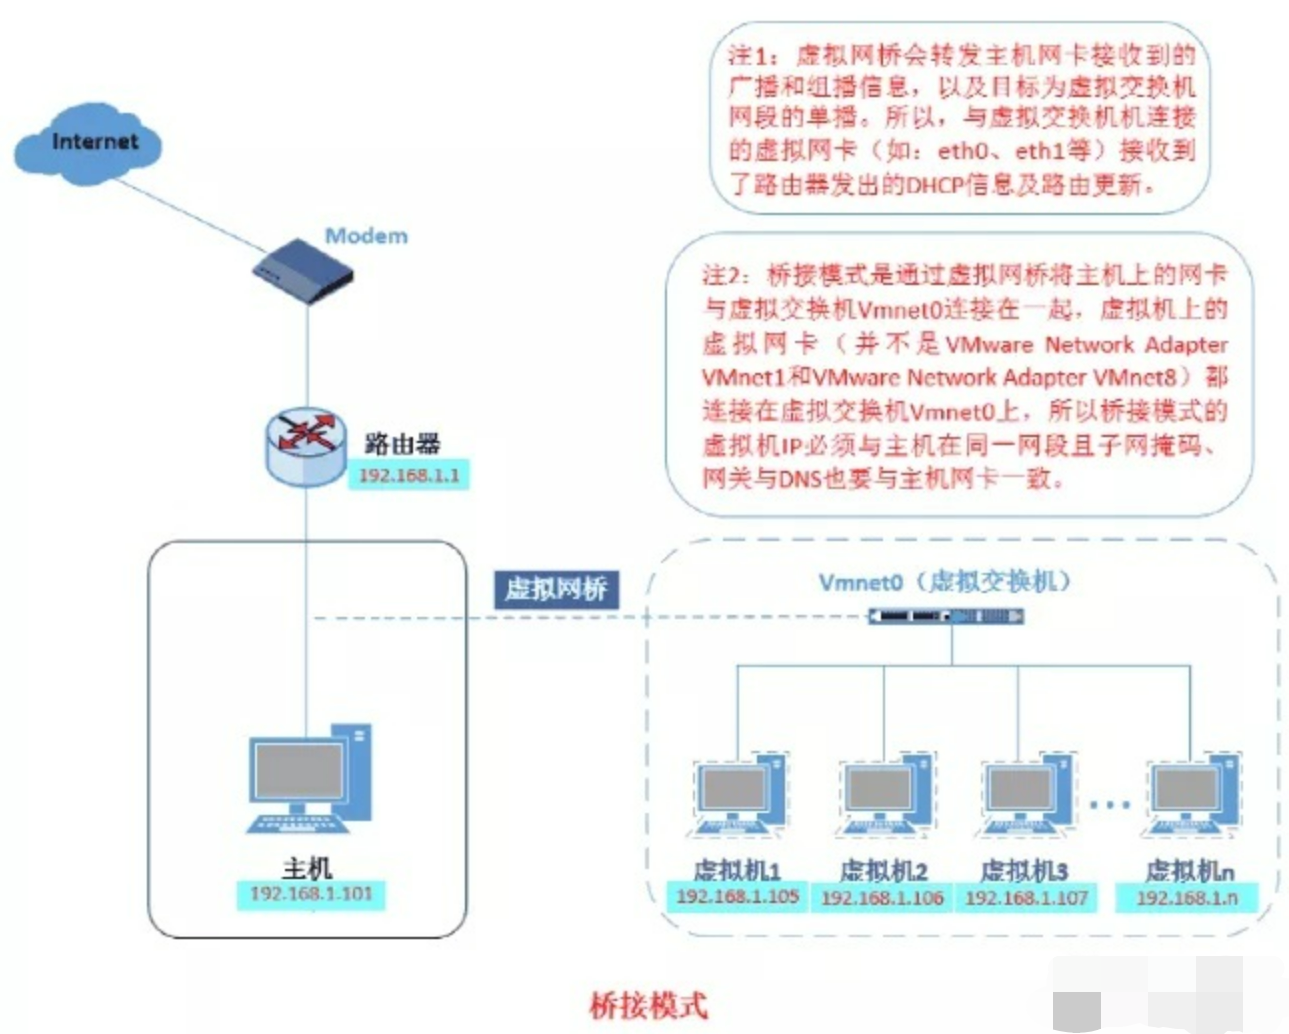 注1：虚拟网桥会转发主机网卡接收到的
广播和组播信息，以及目标为虚拟交换机
网段的单播。所以，与虚拟交换机机连接
的虚拟网卡（如：eth0、eth1等）接收到
了路由器发出的DHCP信息及路由更新。
Internet
Modem
注2：桥接模式是通过虚拟网桥将主机上的网卡
与虚拟交换机Vmnet0连接在一起，虚拟机上的
虚拟网卡（并不是VMware Network Adapter
VMnet1和VMware Network Adapter VMnet8）都
连接在虚拟交换机Vmnet0上，所以桥接模式的
虚拟机IP必须与主机在同一网段且子网掩码、
网关与DNS也要与主机网卡一致。
路由器
192.168.1.1
虚拟网桥
Vmnet0（虚拟交换机）
主机
192.168.1.101
虚拟机1
192.168.1.105
虚拟机2
192.168.1.106
虚拟机3
192.168.1.107
虚拟机n
192.168.1.n
桥接模式